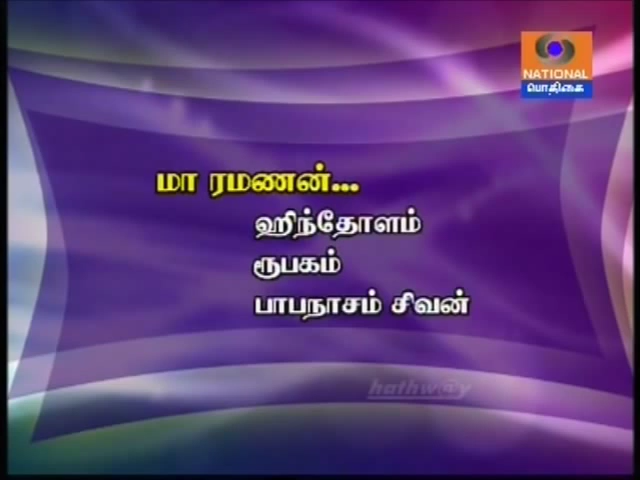 NATIONAL
பொதிகை
மா ரமணன்...
ஹிந்தோளம்
ரூபகம்
பாபநாசம் சிவன்
hathway